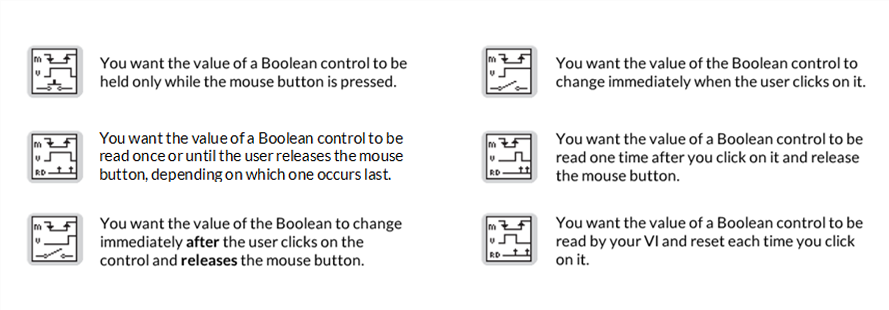 m
v
You want the value of a Boolean control to be
held only while the mouse button is pressed.
m
v
You want the value of the Boolean control to
change immediately when the user clicks on it.
m
v
RD
You want the value of a Boolean control to be
read once or until the user releases the mouse
button, depending on which one occurs last.
m
v
RD
You want the value of a Boolean control to be
read one time after you click on it and release
the mouse button.
m
v
You want the value of the Boolean to change
immediately after the user clicks on the
control and releases the mouse button.
m
v
RD
You want the value of a Boolean control to be
read by your VI and reset each time you click
on it.